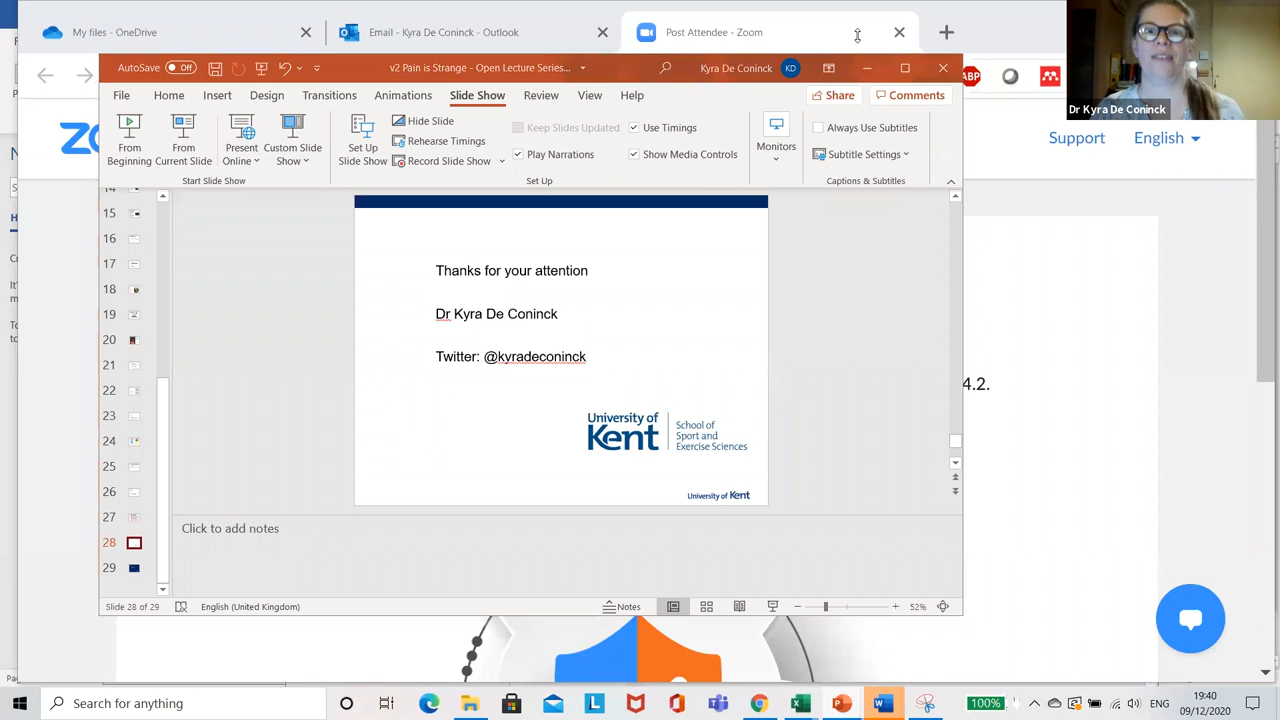 My files - OneDrive
Email - Kyra De Coninck - Outlook
Post Attendee - Zoom
AutoSave Off
v2 Pain is Strange - Open Lecture Series...
Kyra De Coninck KD
ABP
Dr Kyra De Coninck
File Home Insert Design Transitions Animations Slide Show Review View Help
Share Comments
Support English
From Beginning
From Current Slide
Present Online
Custom Slide Show
Start Slide Show
Set Up Slide Show
Hide Slide
Rehearse Timings
Record Slide Show
Keep Slides Updated
Play Narrations
Use Timings
Show Media Controls
Set Up
Monitors
Always Use Subtitles
Subtitle Settings
Captions & Subtitles
15
16
17
18
19
20
21
22
23
24
25
26
27
28
29
Thanks for your attention
Dr Kyra De Coninck
Twitter: @kyradeconinck
University of Kent
School of
Sport and
Exercise Sciences
University of Kent
4.2.
Click to add notes
Slide 28 of 29
English (United Kingdom)
Notes
52%
Search for anything
100%
ENG
19:40
09/12/2020